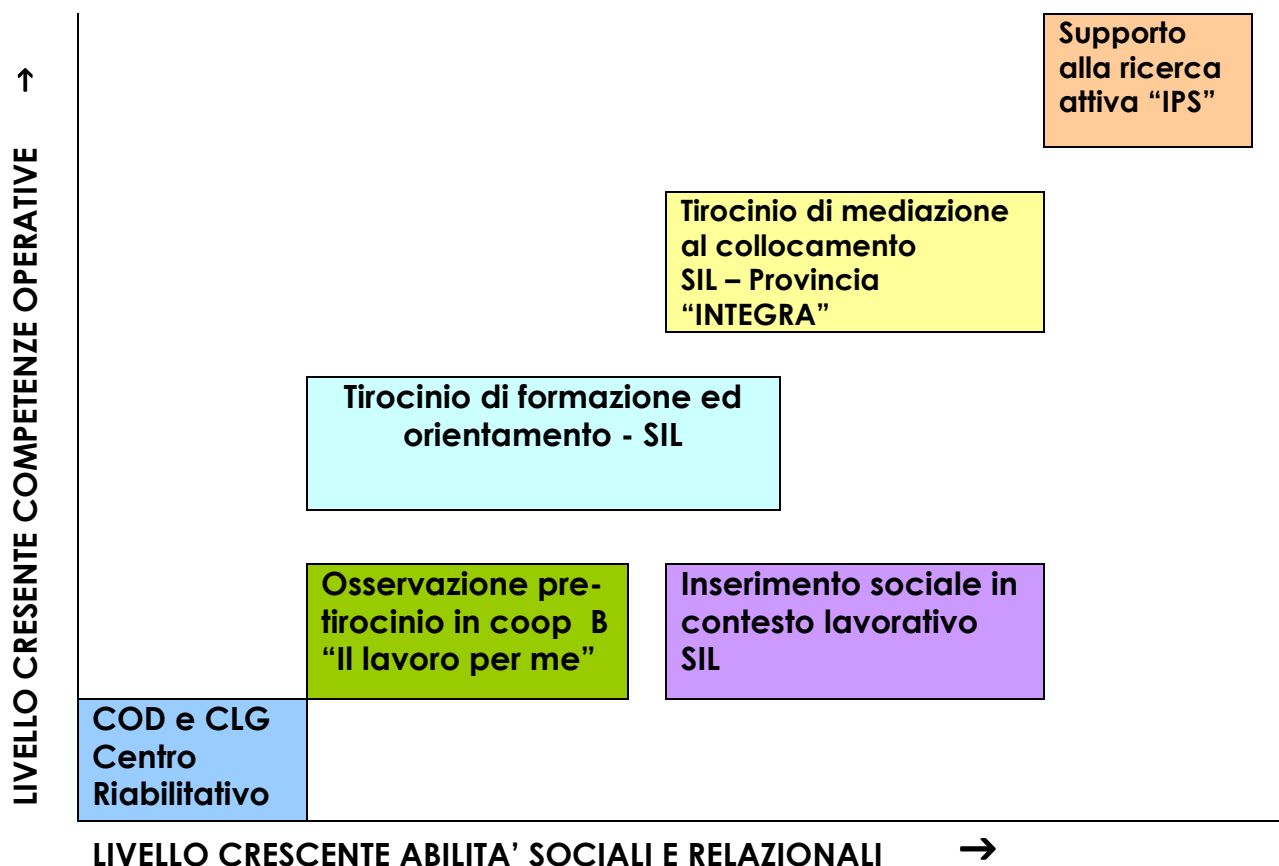 Supporto
alla ricerca
attiva “IPS”
Tirocinio di mediazione
al collocamento
SIL – Provincia
“INTEGRA”
Tirocinio di formazione ed
orientamento - SIL
Osservazione pre-
tirocinio in coop B
“Il lavoro per me”
Inserimento sociale in
contesto lavorativo
SIL
COD e CLG
Centro
Riabilitativo
LIVELLO CRESENTE COMPETENZE OPERATIVE →
LIVELLO CRESCENTE ABILITA’ SOCIALI E RELAZIONALI →